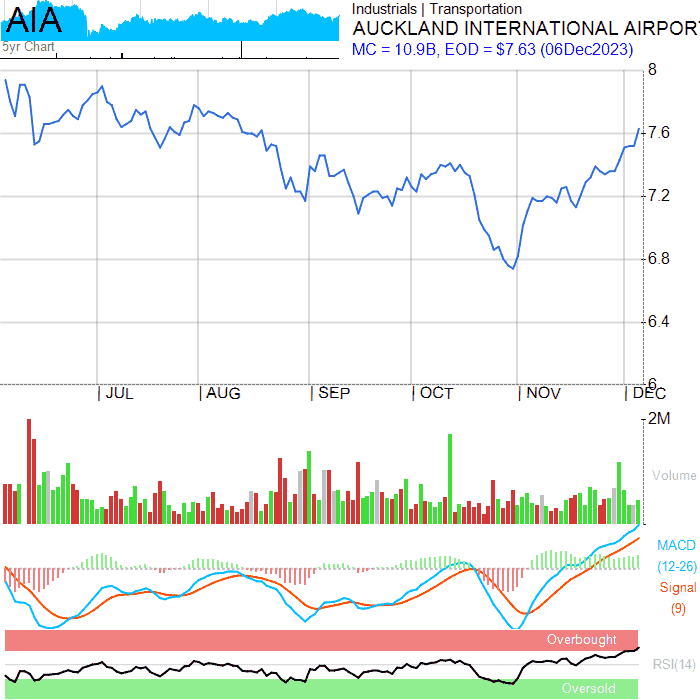 AIA
5yr Chart
Industrials | Transportation
AUCKLAND INTERNATIONAL AIRPOR
MC = 10.9B, EOD = $7.63 (06Dec2023)
8
7.6
7.2
6.8
6.4
6
| JUL | AUG | SEP | OCT | NOV | DEC
2M
Volume
MACD
(12-26)
Signal
(9)
Overbought
RSI(14)
Oversold